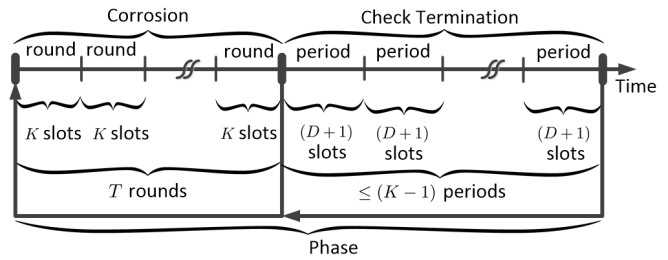 Corrosion Check Termination
round round round period period period
Time
K slots K slots K slots (D+1) slots (D+1) slots (D+1) slots
T rounds ≤ (K − 1) periods
Phase